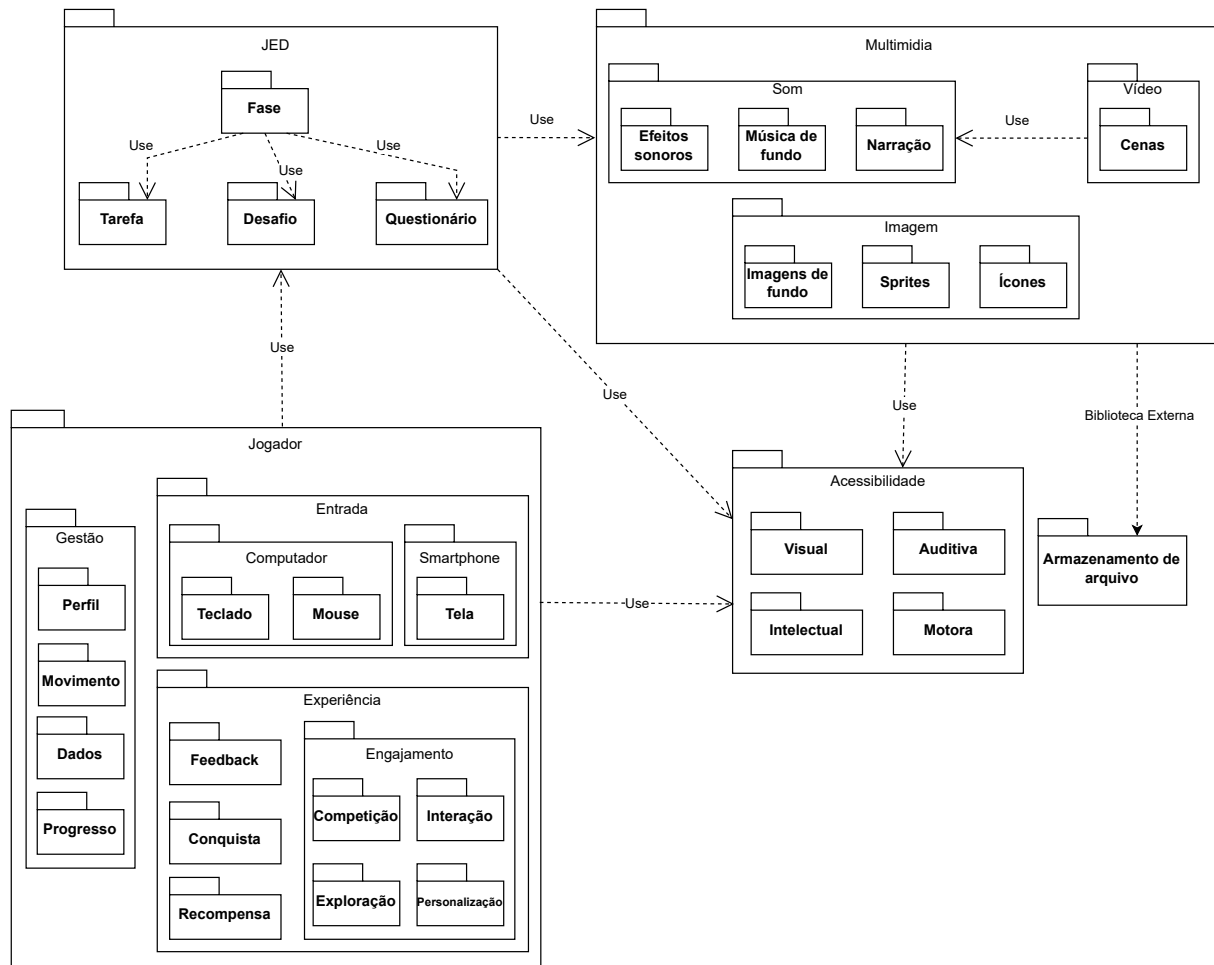 JED
Fase
Use
Use
Use
Tarefa
Desafio
Questionário
Use
Multimidia
Som
Efeitos
sonoros
Música de
fundo
Narração
Use
Vídeo
Cenas
Imagem
Imagens de
fundo
Sprites
Ícones
Use
Use
Use
Biblioteca Externa
Jogador
Gestão
Perfil
Movimento
Dados
Progresso
Entrada
Computador
Teclado
Mouse
Smartphone
Tela
Use
Experiência
Feedback
Conquista
Recompensa
Engajamento
Competição
Interação
Exploração
Personalização
Acessibilidade
Visual
Auditiva
Intelectual
Motora
Armazenamento de
arquivo